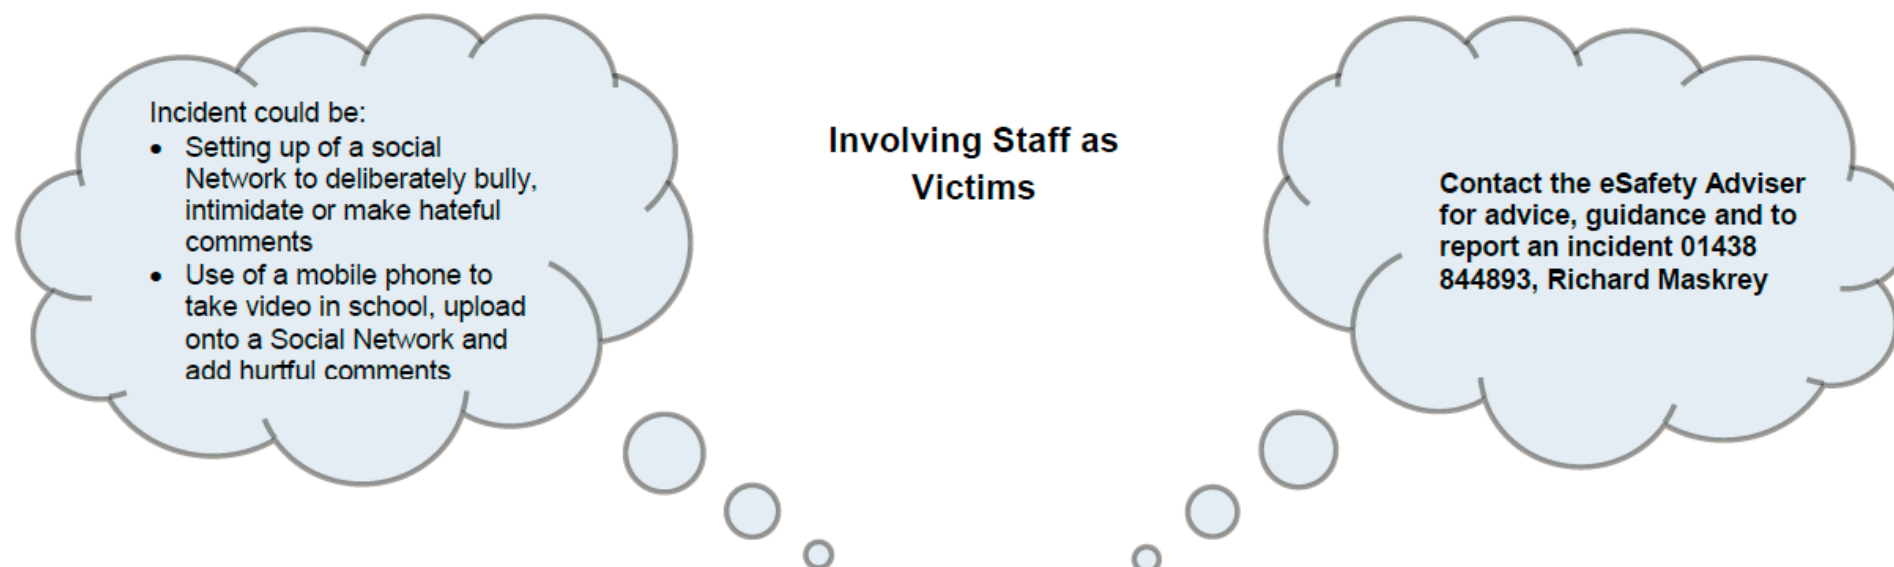 Incident could be:
• Setting up of a social
Network to deliberately bully,
intimidate or make hateful
comments
• Use of a mobile phone to
take video in school, upload
onto a Social Network and
add hurtful comments
Involving Staff as
Victims
Contact the eSafety Adviser
for advice, guidance and to
report an incident 01438
844893, Richard Maskrey